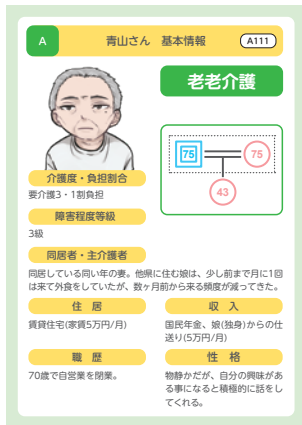 A
青山さん 基本情報
A111
老老介護
75
75
43
介護度・負担割合
要介護3・1割負担
障害程度等級
3級
同居者・主介護者
同居している同い年の妻。他県に住む娘は、少し前まで月に1回
は来て外食をしていたが、数ヶ月前から来る頻度が減ってきた。
住 居
賃貸住宅(家賃5万円/月)
収 入
国民年金、娘(独身)からの仕
送り(5万円/月)
職 歴
70歳で自営業を閉業。
性 格
物静かだが、自分の興味があ
る事になると積極的に話をし
てくれる。